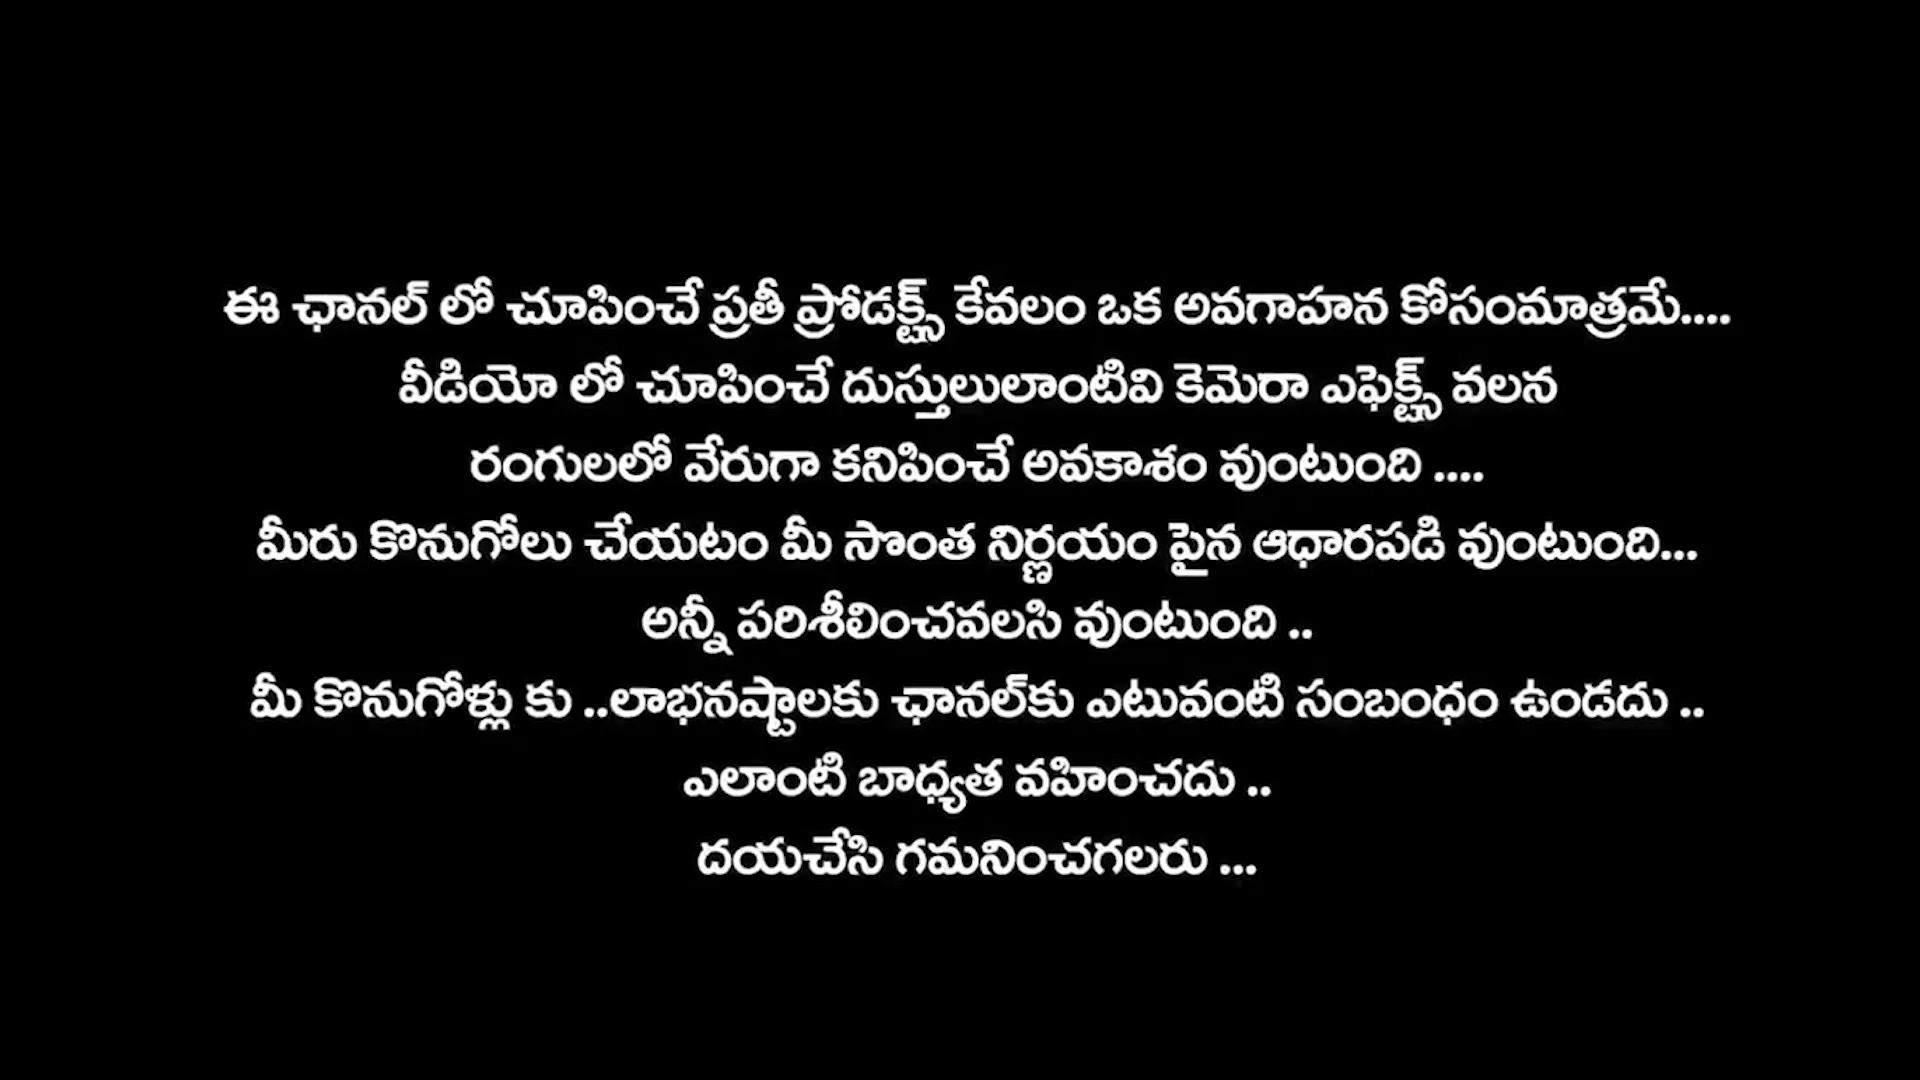 ఈ ఛానల్ లో చూపించే ప్రతీ ప్రోడక్ట్స్ కేవలం ఒక అవగాహన కోసంమాత్రమే....
వీడియో లో చూపించే దుస్తులులాంటివి కెమెరా ఎఫెక్ట్స్ వలన
రంగులలో వేరుగా కనిపించే అవకాశం వుంటుంది ....
మీరు కొనుగోలు చేయటం మీ సొంత నిర్ణయం పైన ఆధారపడి వుంటుంది...
అన్నీ పరిశీలించవలసి వుంటుంది ..
మీ కొనుగోళ్లు కు ..లాభనష్టాలకు ఛానల్‌కు ఎటువంటి సంబంధం ఉండదు ..
ఎలాంటి బాధ్యత వహించదు ..
దయచేసి గమనించగలరు ...